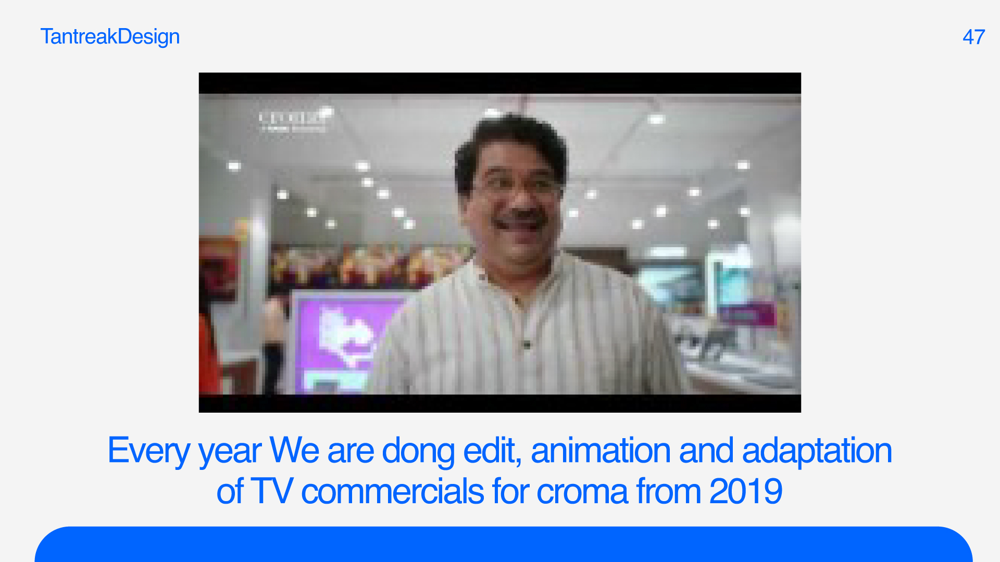 TantreakDesign
47
Every year We are dong edit, animation and adaptation
of TV commercials for croma from 2019